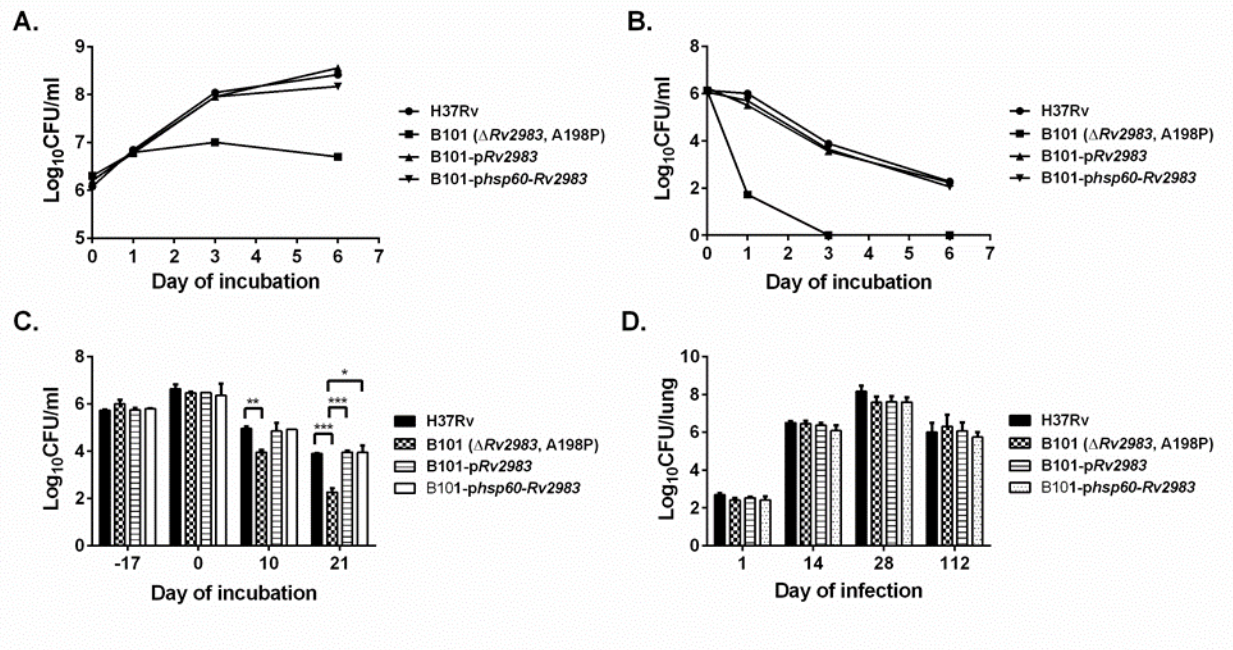 A.
Log10CFU/ml
9
8
7
6
5
0 1 2 3 4 5 6 7
Day of incubation
H37Rv
B101 (ΔRv2983, A198P)
B101-pRv2983
B101-phsp60-Rv2983
B.
Log10CFU/ml
8
6
4
2
0
0 1 2 3 4 5 6 7
Day of incubation
H37Rv
B101 (ΔRv2983, A198P)
B101-pRv2983
B101-phsp60-Rv2983
C.
Log10CFU/ml
8
6
4
2
0
**
***
***
*
-17 0 10 21
Day of incubation
H37Rv
B101 (ΔRv2983, A198P)
B101-pRv2983
B101-phsp60-Rv2983
D.
Log10CFU/lung
10
8
6
4
2
0
1 14 28 112
Day of infection
H37Rv
B101 (ΔRv2983, A198P)
B101-pRv2983
B101-phsp60-Rv2983